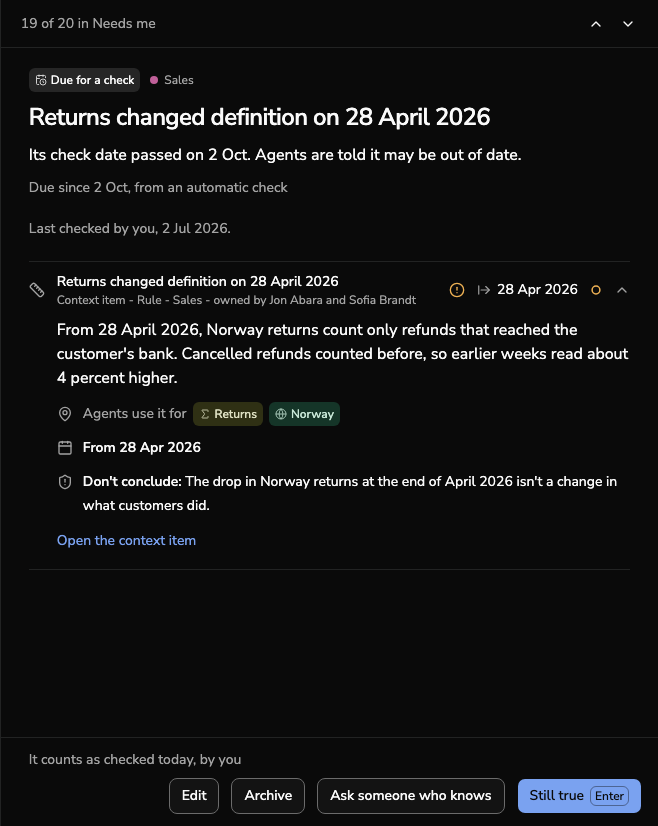 19 of 20 in Needs me
Due for a check
Sales
Returns changed definition on 28 April 2026
Its check date passed on 2 Oct. Agents are told it may be out of date.
Due since 2 Oct, from an automatic check
Last checked by you, 2 Jul 2026.
Returns changed definition on 28 April 2026
Context item - Rule - Sales - owned by Jon Abara and Sofia Brandt
28 Apr 2026
From 28 April 2026, Norway returns count only refunds that reached the
customer's bank. Cancelled refunds counted before, so earlier weeks read about
4 percent higher.
Agents use it for Returns Norway
From 28 Apr 2026
Don't conclude: The drop in Norway returns at the end of April 2026 isn't a change in
what customers did.
Open the context item
It counts as checked today, by you
Edit
Archive
Ask someone who knows
Still true Enter